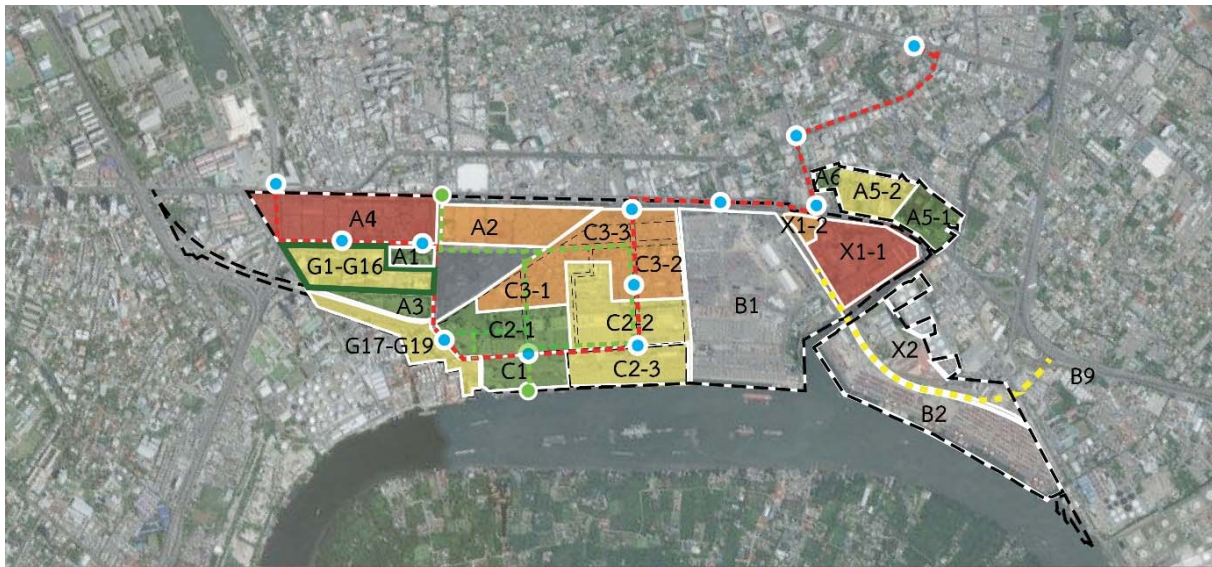 A6
A5-2
A5-1
A4
A2
C3-3
X1-2
A1
X1-1
G1-G16
C3-2
C3-1
A3
B1
C2-1
C2-2
G17-G19
X2
C1
C2-3
B9
B2